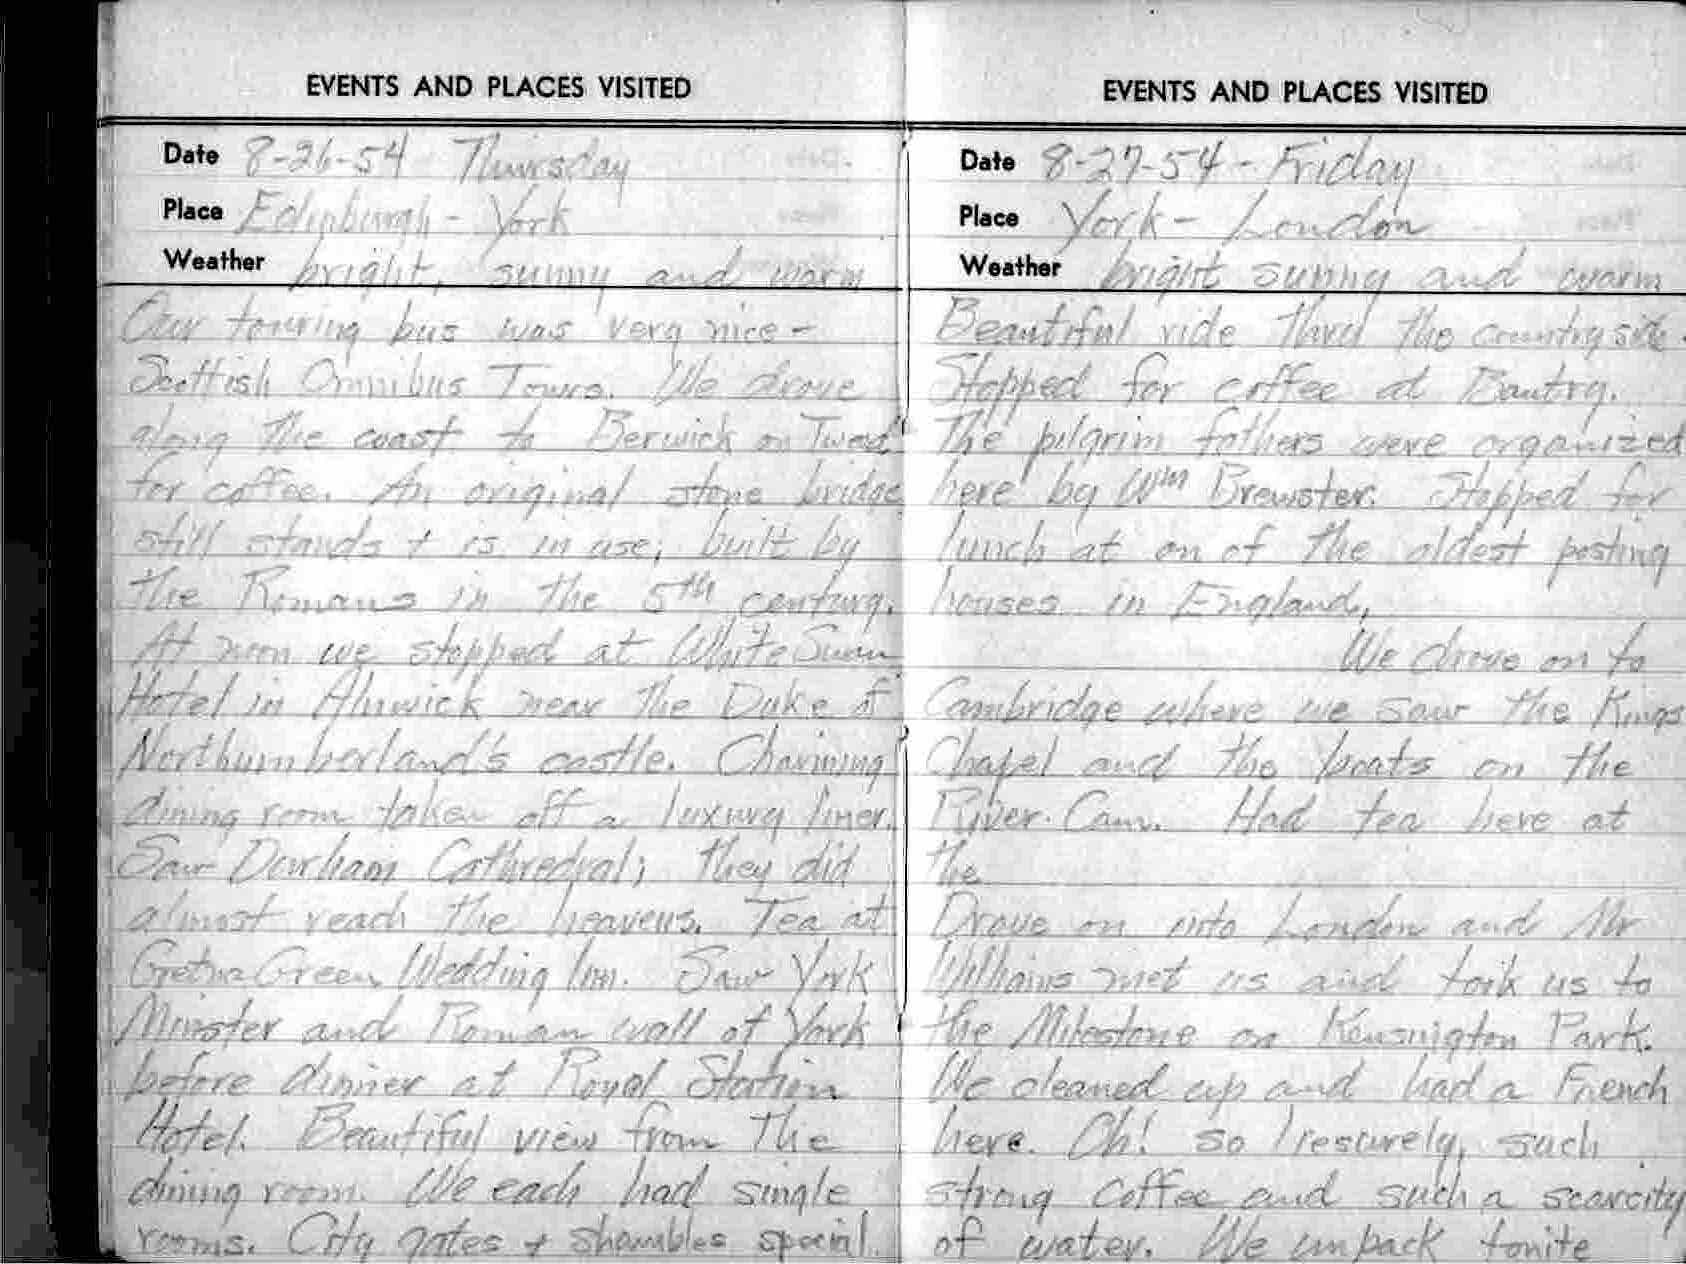 EVENTS AND PLACES VISITED
Date 8-26-54 Thursday
Place Edinburgh - York
Weather bright, sunny and warm
Our touring bus was very nice -
Scottish Omnibus Tours. We drove
along the coast to Berwick on Tweed
for coffee. An original stone bridge
still stands + is in use; built by
the Romans in the 5th century.
At noon we stopped at White Swan
Hotel in Alnwick near the Duke of
Northumberland's castle. Charming
dining room taken off a luxury liner.
Saw Durham Cathredral; they did
almost reach the heavens. Tea at
Gretna Green Wedding Inn. Saw York
Minster and Roman wall of York
before dinner at Royal Station
Hotel. Beautiful view from the
dining room. We each had single
rooms. City gates + shambles special.
EVENTS AND PLACES VISITED
Date 8-27-54 - Friday
Place York - London
Weather bright sunny and warm
Beautiful ride thru the countryside.
Stopped for coffee at Bautry.
The pilgrim fathers were organized
here by Wm Brewster. Stopped for
lunch at on of the oldest posting
houses in England.
We drove on to
Cambridge where we saw the Kings
Chapel and the boats on the
River Cam. Had tea here at
the
Drove on into London and Mr
Williams met us and took us to
the Milestone on Kensnigton Park.
We cleaned up and had a French
here. Oh! so liesurely, such
strong coffee and such a scarcity
of water. We unpack tonite